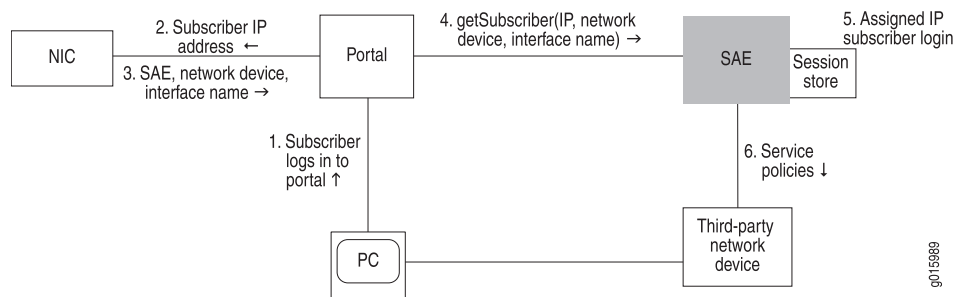 NIC
2. Subscriber IP
address ←
3. SAE, network device,
interface name →
Portal
4. getSubscriber(IP, network
device, interface name) →
SAE
5. Assigned IP
subscriber login
Session
store
1. Subscriber
logs in to
portal ↑
6. Service
policies ↓
PC
Third-party
network
device
g015989